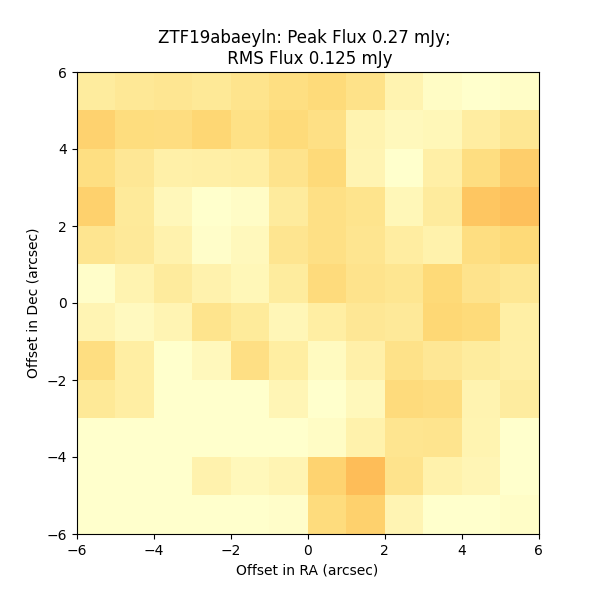 ZTF19abaeyln: Peak Flux 0.27 mJy;
RMS Flux 0.125 mJy
6
4
2
0
−2
−4
−6
Offset in Dec (arcsec)
−6 −4 −2 0 2 4 6
Offset in RA (arcsec)